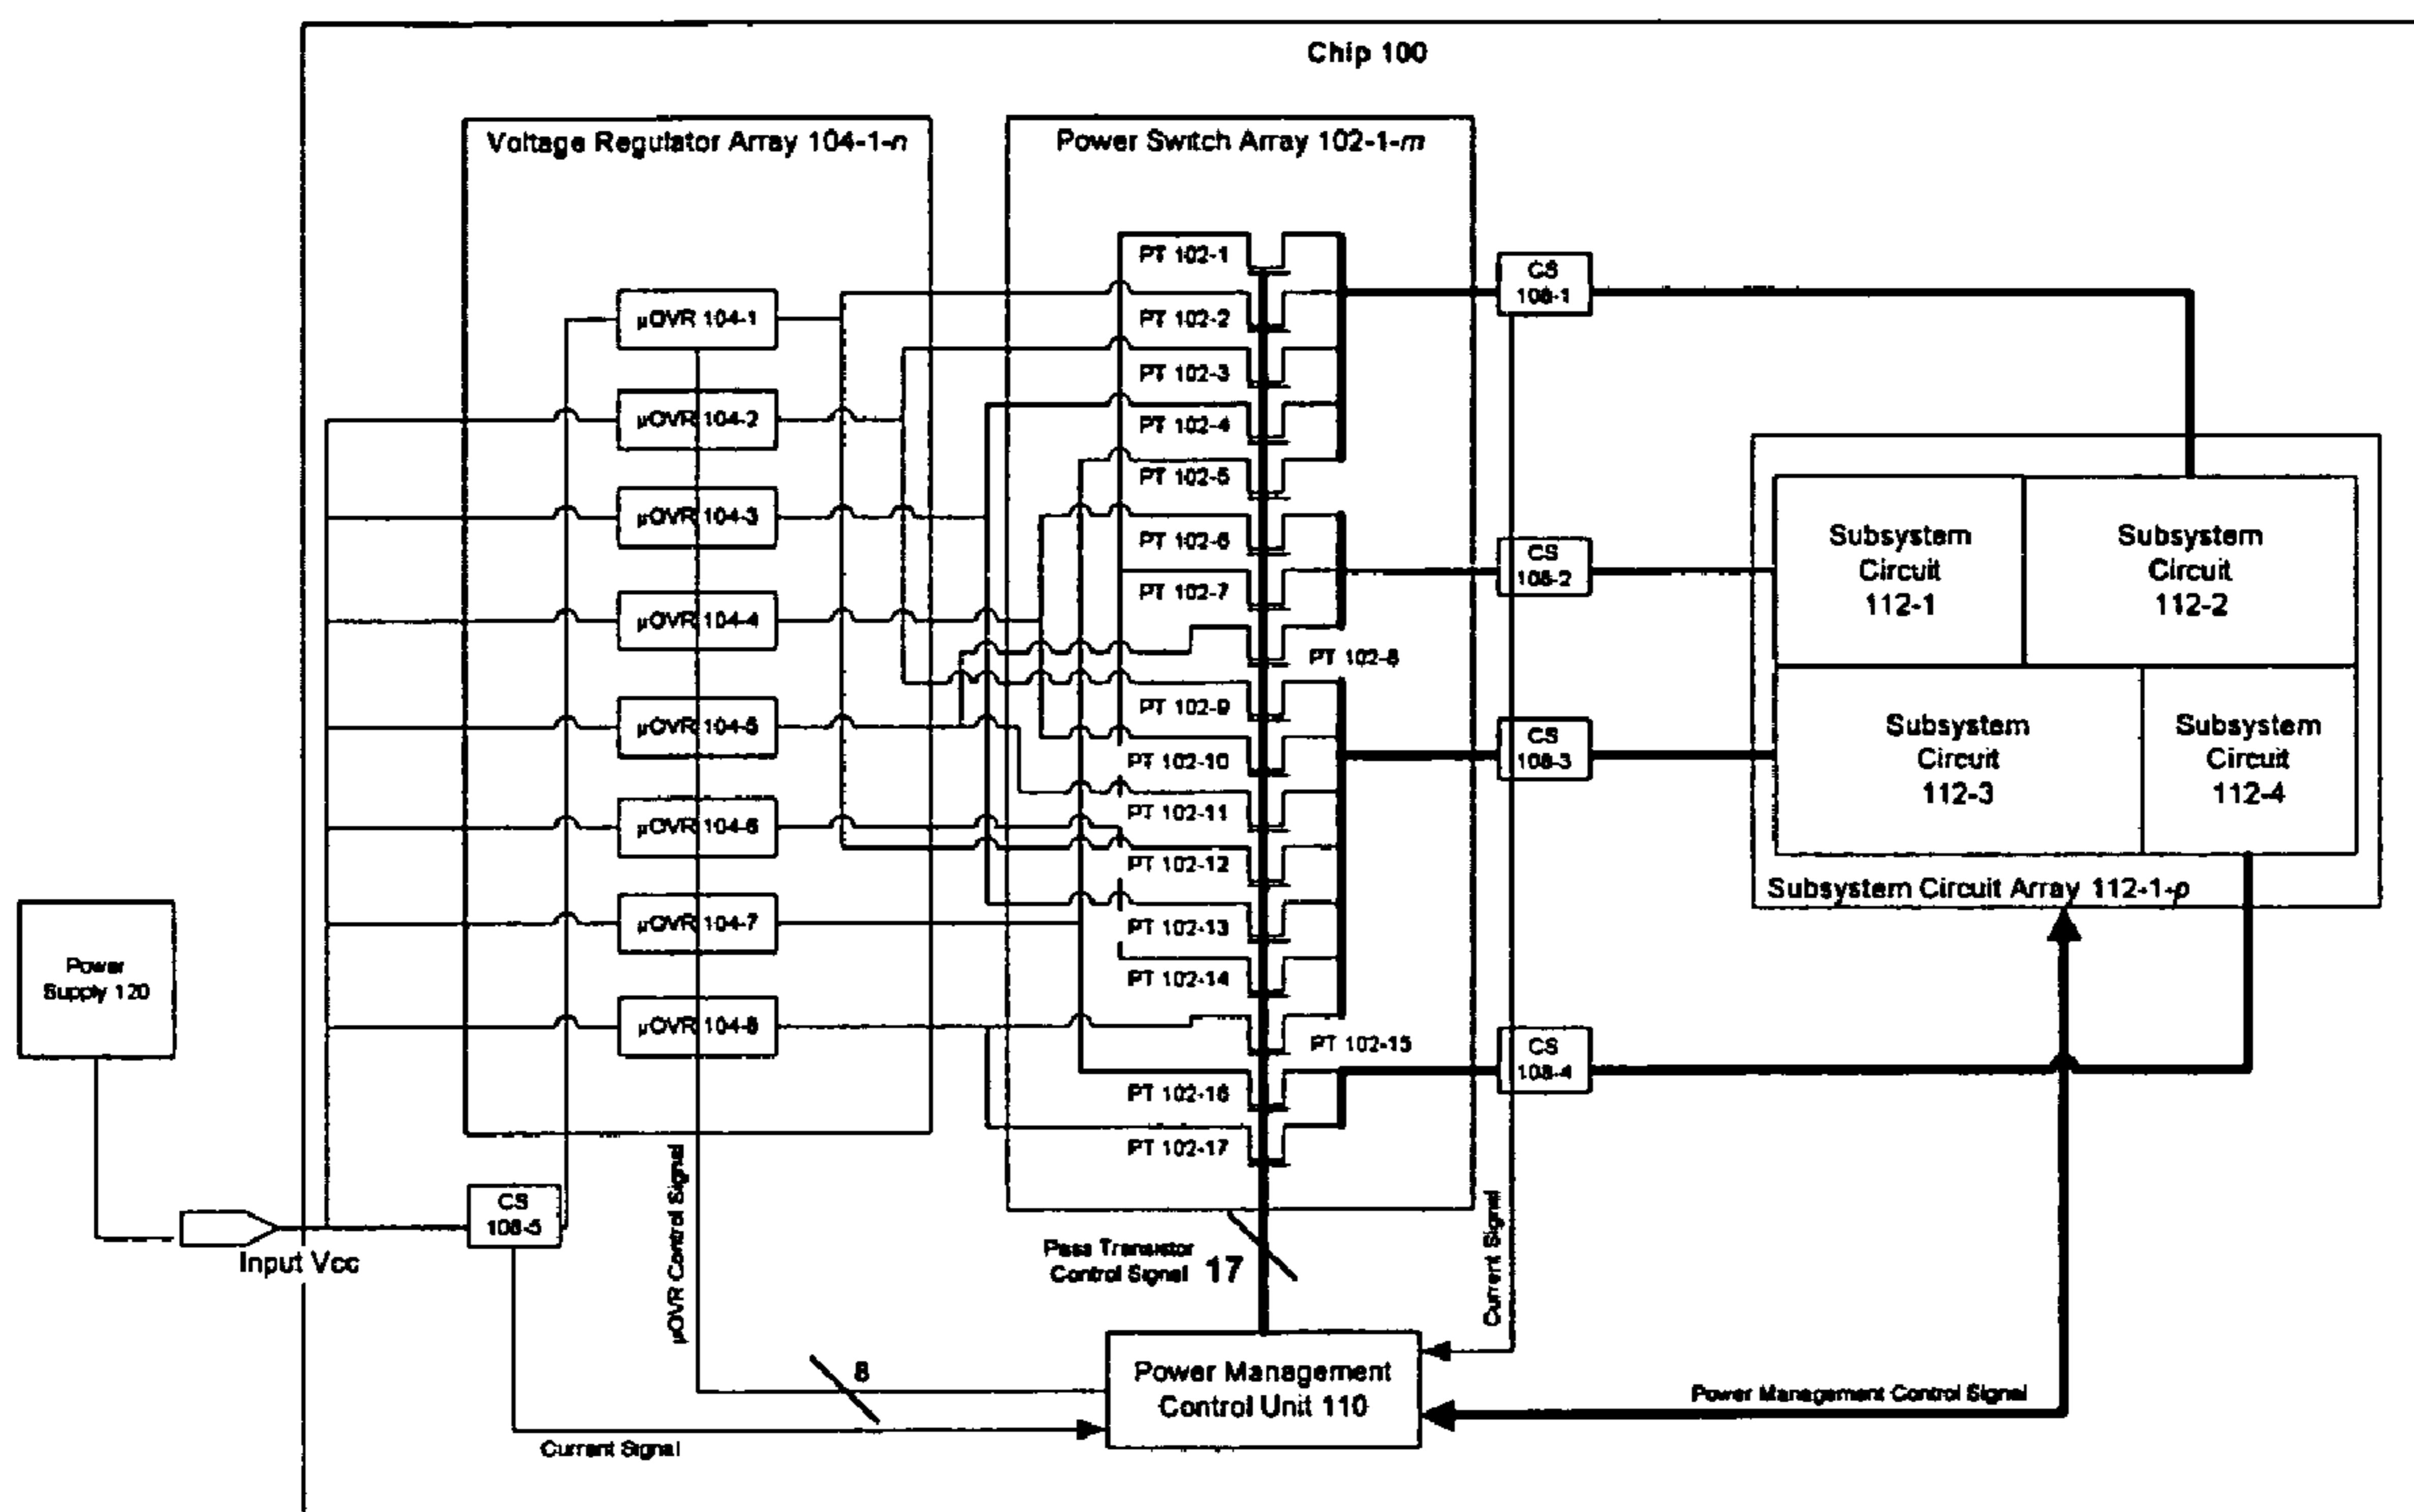 Chip 100
Voltage Regulator Array 104-1-n
Power Switch Array 102-1-m
µOVR 104-1
µOVR 104-2
µOVR 104-3
µOVR 104-4
µOVR 104-5
µOVR 104-6
µOVR 104-7
µOVR 104-8
PT 102-1
PT 102-2
PT 102-3
PT 102-4
PT 102-5
PT 102-6
PT 102-7
PT 102-8
PT 102-9
PT 102-10
PT 102-11
PT 102-12
PT 102-13
PT 102-14
PT 102-15
PT 102-16
PT 102-17
CS
108-1
CS
108-2
CS
108-3
CS
108-4
Subsystem
Circuit
112-1
Subsystem
Circuit
112-2
Subsystem
Circuit
112-3
Subsystem
Circuit
112-4
Subsystem Circuit Array 112-1-p
Power
Supply 120
Input Vcc
CS
108-5
µOVR Control Signal
Pass Transistor
Control Signal 17
Current Signal
8
Current Signal
Power Management
Control Unit 110
Power Management Control Signal